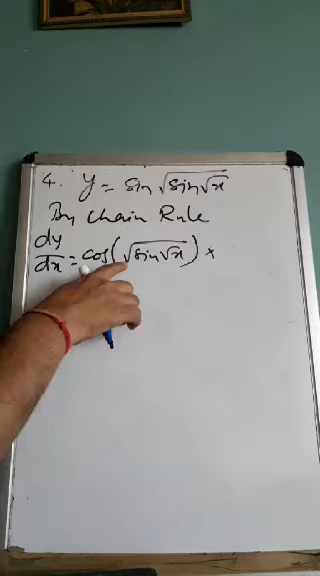 4. y = sin √sin√x
By Chain Rule
dy/dx = cos(√sin√x) ×